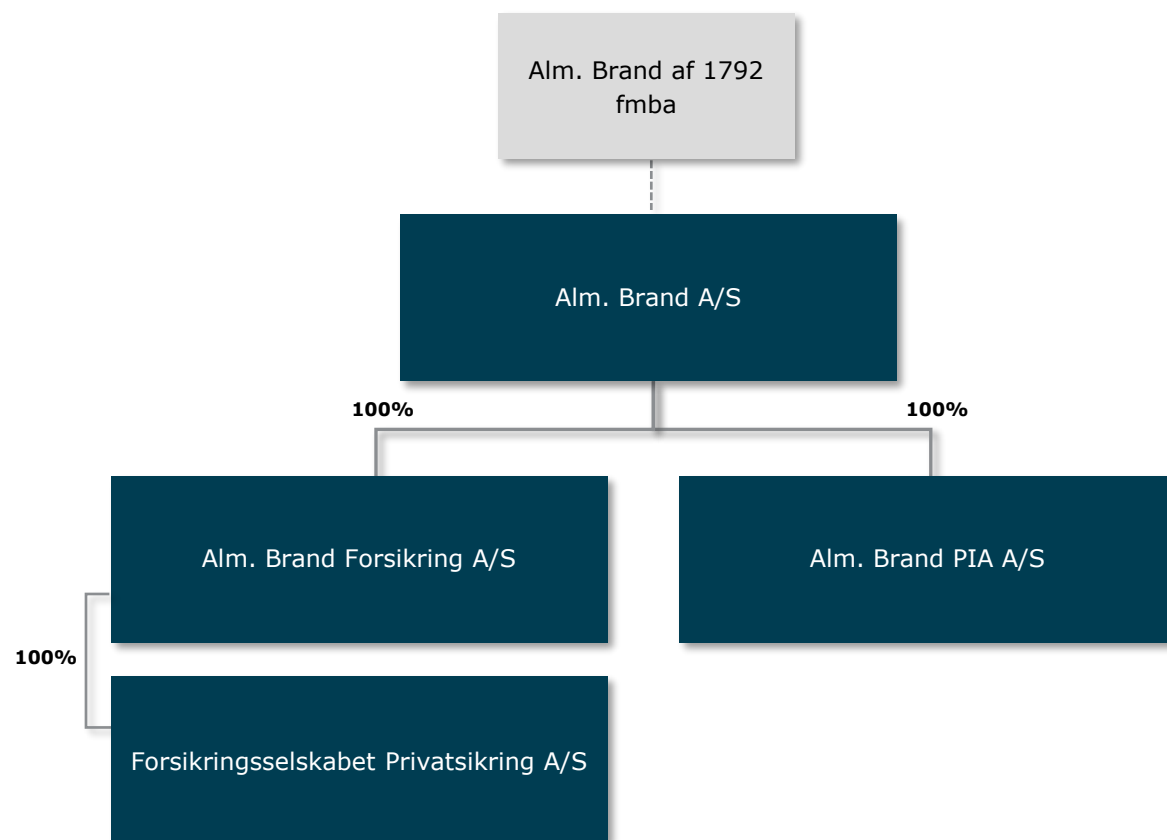 Alm. Brand af 1792
fmba
Alm. Brand A/S
100%
100%
Alm. Brand Forsikring A/S
Alm. Brand PIA A/S
100%
Forsikringsselskabet Privatsikring A/S